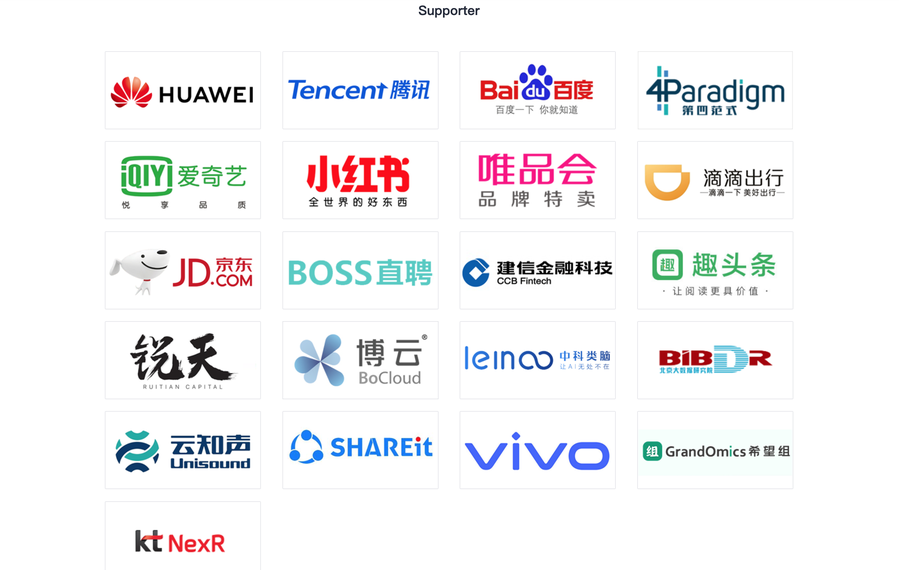 Supporter
HUAWEI
Tencent 腾讯
Bai du 百度
百度一下 你就知道
4Paradigm
第四范式
iQIYI 爱奇艺
悦享品质
小红书
全世界的好东西
唯品会
品牌特卖
滴滴出行
滴滴一下 美好出行
JD.COM 京东
BOSS直聘
建信金融科技
CCB Fintech
趣 趣头条
· 让阅读更具价值 ·
锐天
RUITIAN CAPITAL
博云®
BoCloud
leinao 中科类脑
让AI无处不在
BIBDR
北京大数据研究院
云知声
Unisound
SHAREit
vivo
组 GrandOmics 希望组
kt NexR